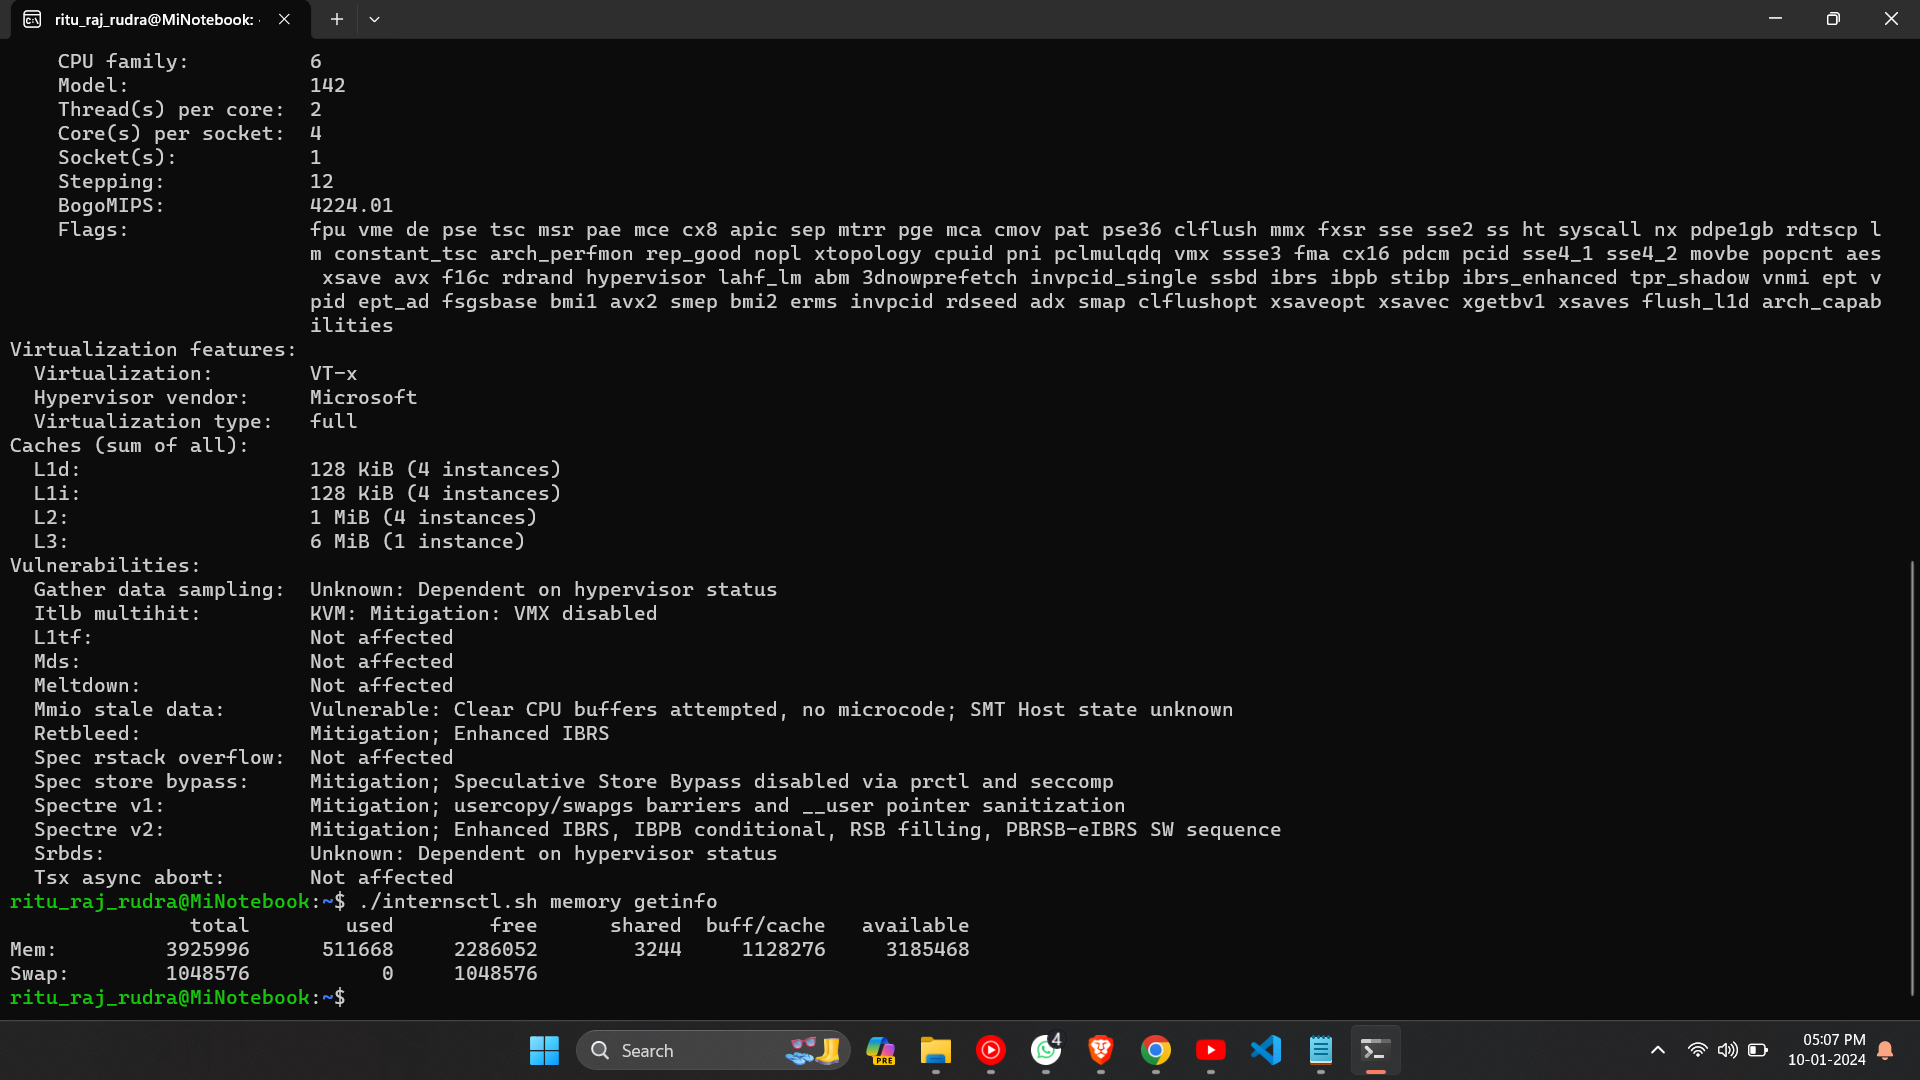 ritu_raj_rudra@MiNotebook:
CPU family: 6
Model: 142
Thread(s) per core: 2
Core(s) per socket: 4
Socket(s): 1
Stepping: 12
BogoMIPS: 4224.01
Flags: fpu vme de pse tsc msr pae mce cx8 apic sep mtrr pge mca cmov pat pse36 clflush mmx fxsr sse sse2 ss ht syscall nx pdpe1gb rdtscp l
m constant_tsc arch_perfmon rep_good nopl xtopology cpuid pni pclmulqdq vmx ssse3 fma cx16 pdcm pcid sse4_1 sse4_2 movbe popcnt aes
xsave avx f16c rdrand hypervisor lahf_lm abm 3dnowprefetch invpcid_single ssbd ibrs ibpb stibp ibrs_enhanced tpr_shadow vnmi ept v
pid ept_ad fsgsbase bmi1 avx2 smep bmi2 erms invpcid rdseed adx smap clflushopt xsaveopt xsavec xgetbv1 xsaves flush_l1d arch_capab
ilities
Virtualization features:
Virtualization: VT-x
Hypervisor vendor: Microsoft
Virtualization type: full
Caches (sum of all):
L1d: 128 KiB (4 instances)
L1i: 128 KiB (4 instances)
L2: 1 MiB (4 instances)
L3: 6 MiB (1 instance)
Vulnerabilities:
Gather data sampling: Unknown: Dependent on hypervisor status
Itlb multihit: KVM: Mitigation: VMX disabled
L1tf: Not affected
Mds: Not affected
Meltdown: Not affected
Mmio stale data: Vulnerable: Clear CPU buffers attempted, no microcode; SMT Host state unknown
Retbleed: Mitigation; Enhanced IBRS
Spec rstack overflow: Not affected
Spec store bypass: Mitigation; Speculative Store Bypass disabled via prctl and seccomp
Spectre v1: Mitigation; usercopy/swapgs barriers and __user pointer sanitization
Spectre v2: Mitigation; Enhanced IBRS, IBPB conditional, RSB filling, PBRSB-eIBRS SW sequence
Srbds: Unknown: Dependent on hypervisor status
Tsx async abort: Not affected
ritu_raj_rudra@MiNotebook:~$ ./internsctl.sh memory getinfo
total used free shared buff/cache available
Mem: 3925996 511668 2286052 3244 1128276 3185468
Swap: 1048576 0 1048576
ritu_raj_rudra@MiNotebook:~$
Search
PRE
4
05:07 PM
10-01-2024